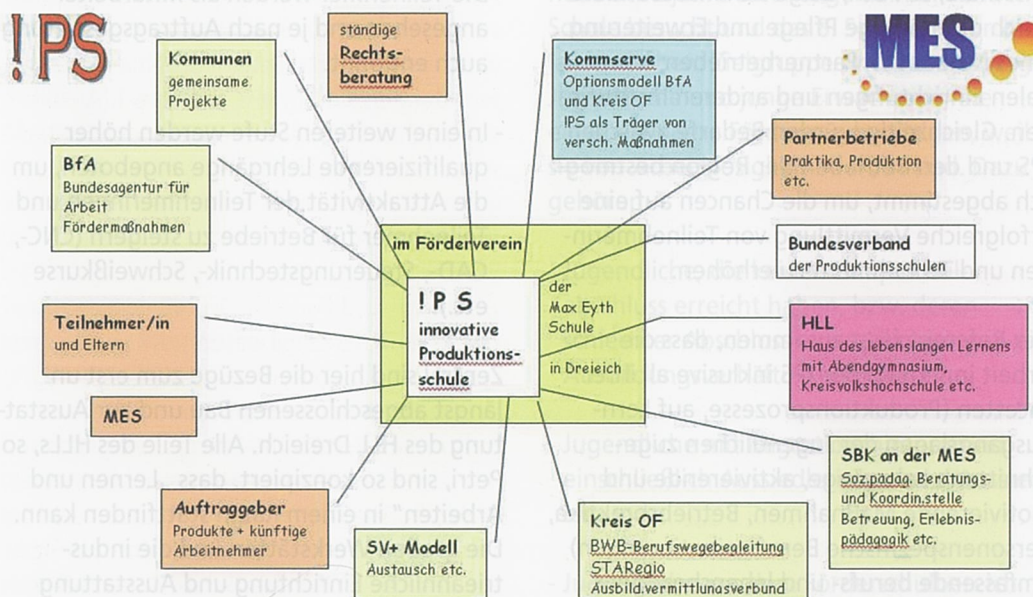 !PS
MES
Kommunen
gemeinsame
Projekte
ständige
Rechts-
beratung
Kommserve
Optionsmodell BfA
und Kreis OF
IPS als Träger von
versch. Maßnahmen
Partnerbetriebe
Praktika, Produktion
etc.
BfA
Bundesagentur für
Arbeit
Fördermaßnahmen
im Förderverein
Bundesverband
der Produktionsschulen
!PS
innovative
Produktions-
schule
der
Max Eyth
Schule
in Dreieich
Teilnehmer/in
und Eltern
HLL
Haus des lebenslangen Lernens
mit Abendgymnasium,
Kreisvolkshochschule etc.
MES
SBK an der MES
Soz.pädag. Beratungs-
und Koordin.stelle
Betreuung, Erlebnis-
pädagogik etc.
Auftraggeber
Produkte + künftige
Arbeitnehmer
SV+ Modell
Austausch etc.
Kreis OF
BWB-Berufswegebegleitung
STARegio
Ausbild.vermittlungsverbund